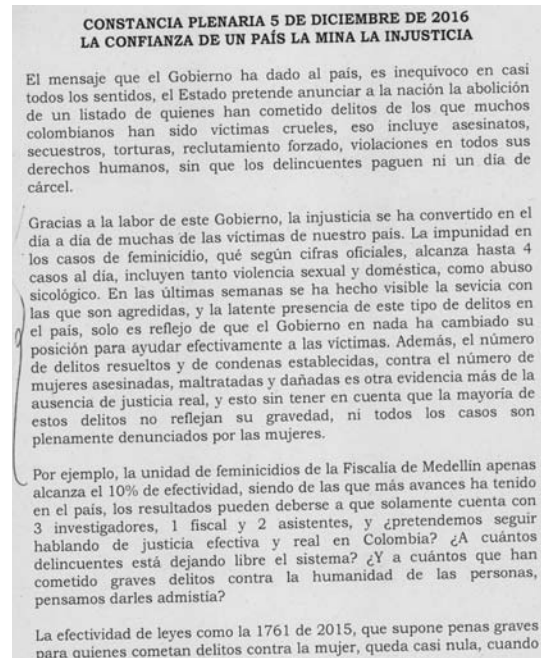 CONSTANCIA PLENARIA 5 DE DICIEMBRE DE 2016
LA CONFIANZA DE UN PAÍS LA MINA LA INJUSTICIA
El mensaje que el Gobierno ha dado al país, es inequívoco en casi
todos los sentidos, el Estado pretende anunciar a la nación la abolición
de un listado de quienes han cometido delitos de los que muchos
colombianos han sido víctimas crueles, eso incluye asesinatos,
secuestros, torturas, reclutamiento forzado, violaciones en todos sus
derechos humanos, sin que los delincuentes paguen ni un día de
cárcel.
Gracias a la labor de este Gobierno, la injusticia se ha convertido en el
día a día de muchas de las víctimas de nuestro país. La impunidad en
los casos de feminicidio, qué según cifras oficiales, alcanza hasta 4
casos al día, incluyen tanto violencia sexual y doméstica, como abuso
sicológico. En las últimas semanas se ha hecho visible la sevicia con
las que son agredidas, y la latente presencia de este tipo de delitos en
el país, solo es reflejo de que el Gobierno en nada ha cambiado su
posición para ayudar efectivamente a las víctimas. Además, el número
de delitos resueltos y de condenas establecidas, contra el número de
mujeres asesinadas, maltratadas y dañadas es otra evidencia más de la
ausencia de justicia real, y esto sin tener en cuenta que la mayoría de
estos delitos no reflejan su gravedad, ni todos los casos son
plenamente denunciados por las mujeres.
Por ejemplo, la unidad de feminicidios de la Fiscalía de Medellín apenas
alcanza el 10% de efectividad, siendo de las que más avances ha tenido
en el país, los resultados pueden deberse a que solamente cuenta con
3 investigadores, 1 fiscal y 2 asistentes, y ¿pretendemos seguir
hablando de justicia efectiva y real en Colombia? ¿A cuántos
delincuentes está dejando libre el sistema? ¿Y a cuántos que han
cometido graves delitos contra la humanidad de las personas,
pensamos darles admistia?
La efectividad de leyes como la 1761 de 2015, que supone penas graves
para quienes cometan delitos contra la mujer, queda casi nula, cuando